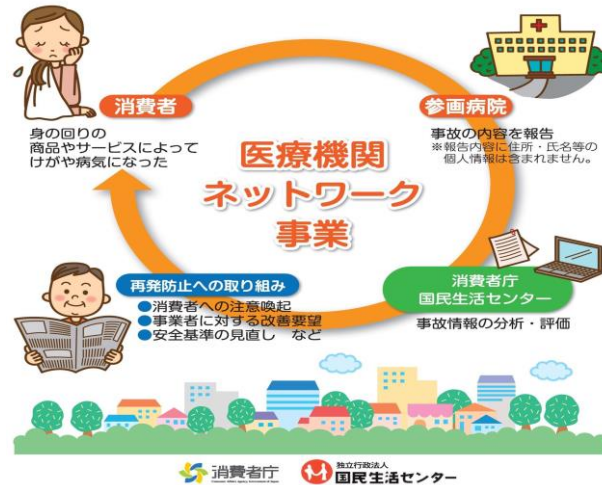 消費者
身の回りの
商品やサービスによって
けがや病気になった
参画病院
事故の内容を報告
※報告内容に住所・氏名等の
個人情報は含まれません。
医療機関
ネットワーク
事業
再発防止への取り組み
●消費者への注意喚起
●事業者に対する改善要望
●安全基準の見直し など
消費者庁
国民生活センター
事故情報の分析・評価
消費者庁
独立行政法人
国民生活センター